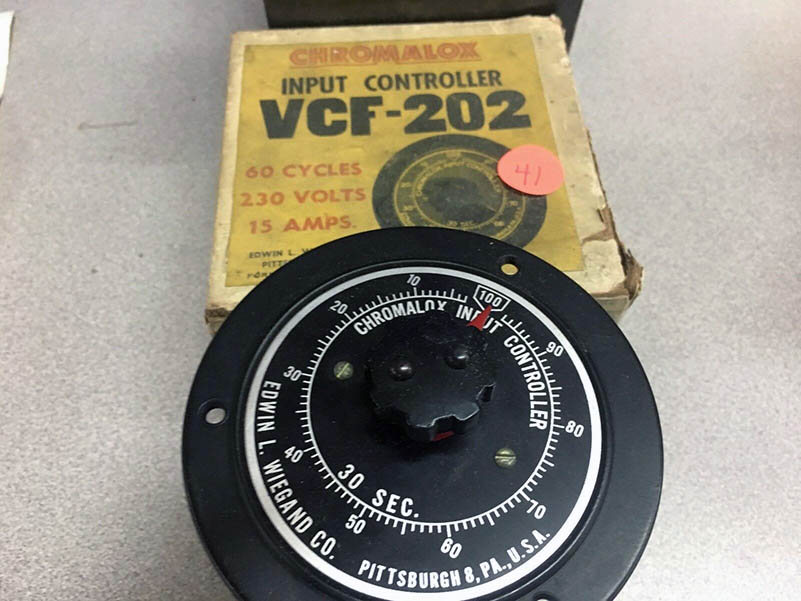 CHROMALOX
INPUT CONTROLLER
VCF-202
60 CYCLES
230 VOLTS
15 AMPS.
41
EDWIN L.
10
20
30
40
50
60
70
80
90
100
CHROMALOX INPUT CONTROLLER
30 SEC.
EDWIN L. WIEGAND CO.
PITTSBURGH 8, PA., U.S.A.